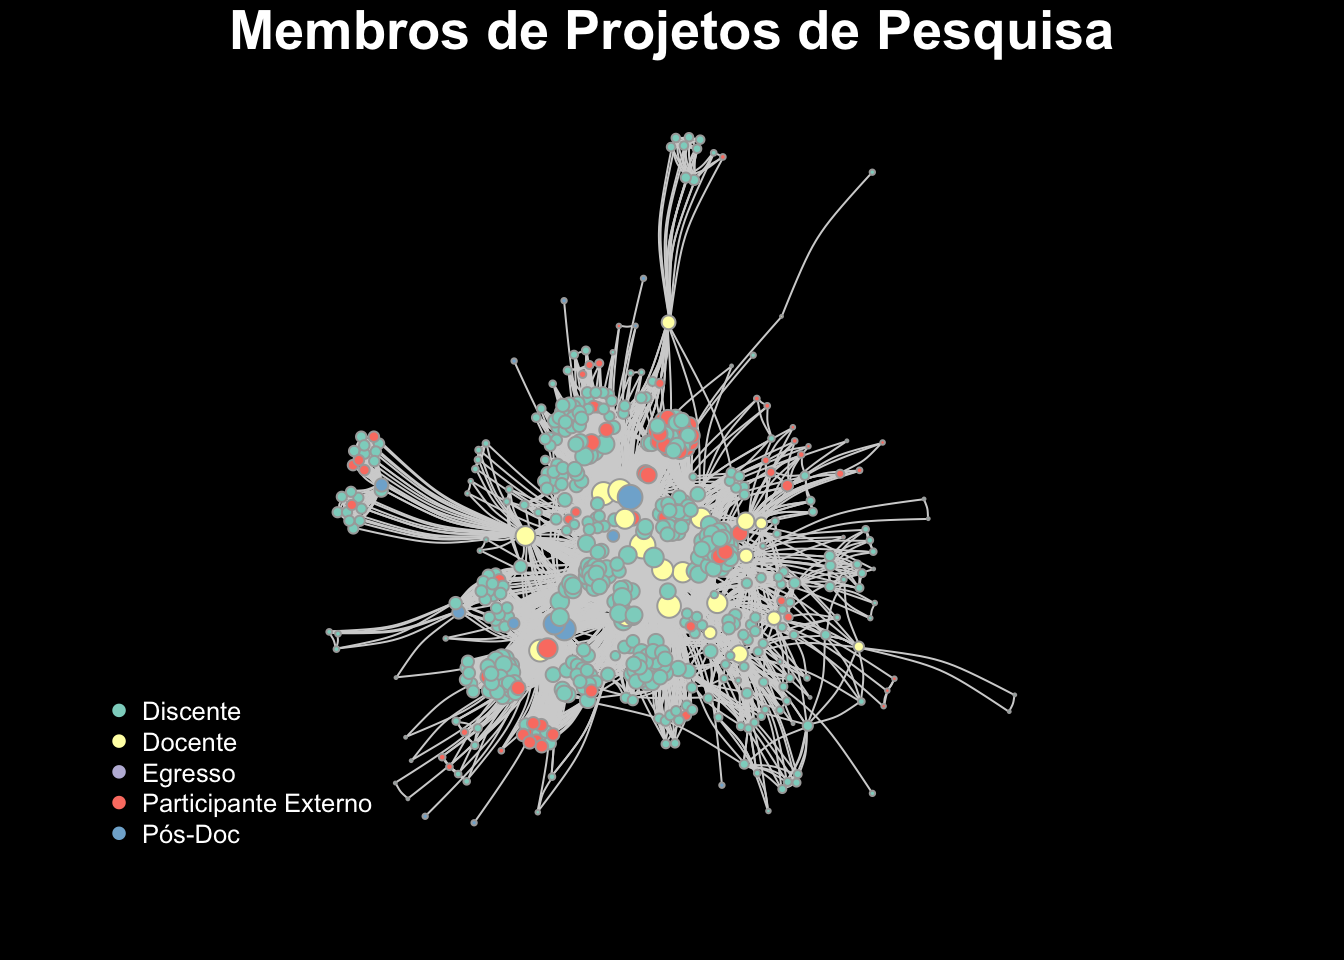 Membros de Projetos de Pesquisa
Discente
Docente
Egresso
Participante Externo
Pós-Doc